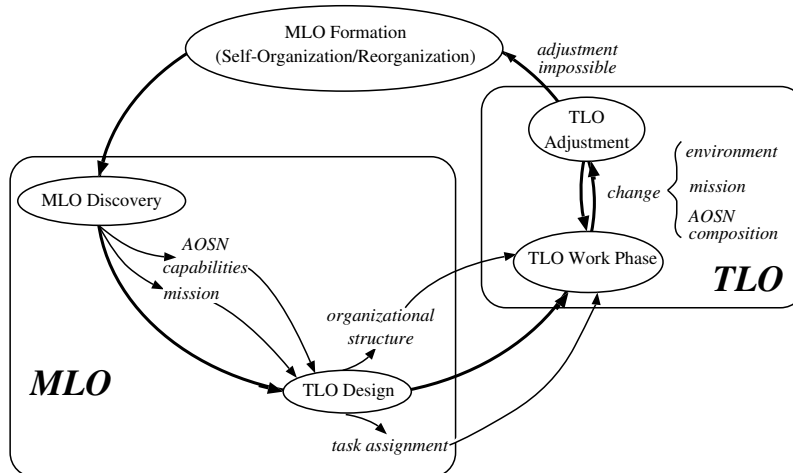 MLO Formation
(Self-Organization/Reorganization)
adjustment
impossible
TLO
Adjustment
environment
change
mission
AOSN
composition
MLO Discovery
AOSN
capabilities
mission
TLO Work Phase
TLO
organizational
structure
MLO
TLO Design
task assignment